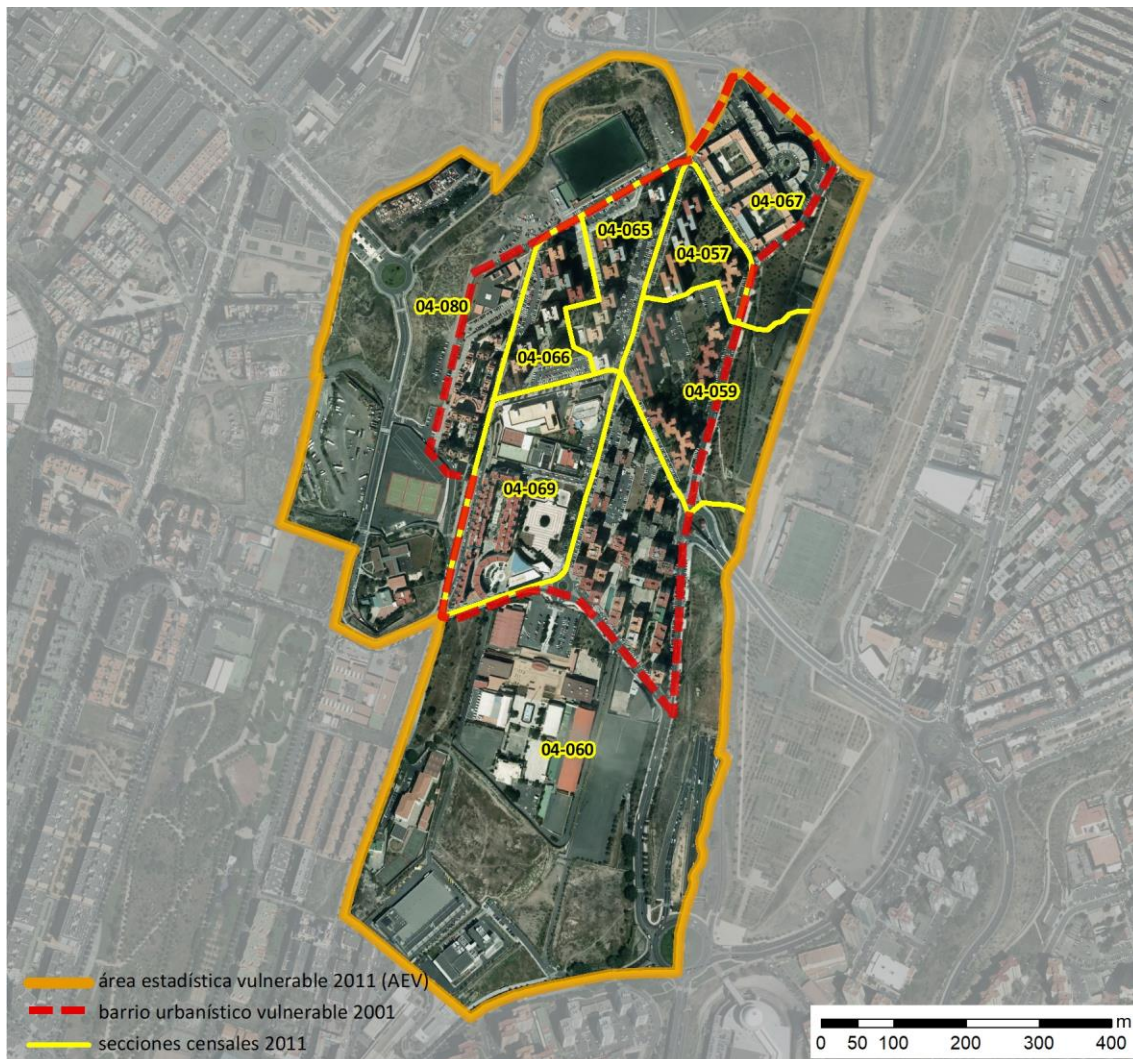 04-067
04-065
04-057
04-080
04-066
04-059
04-069
04-060
área estadística vulnerable 2011 (AEV)
barrio urbanístico vulnerable 2001
secciones censales 2011
m
0 50 100 200 300 400